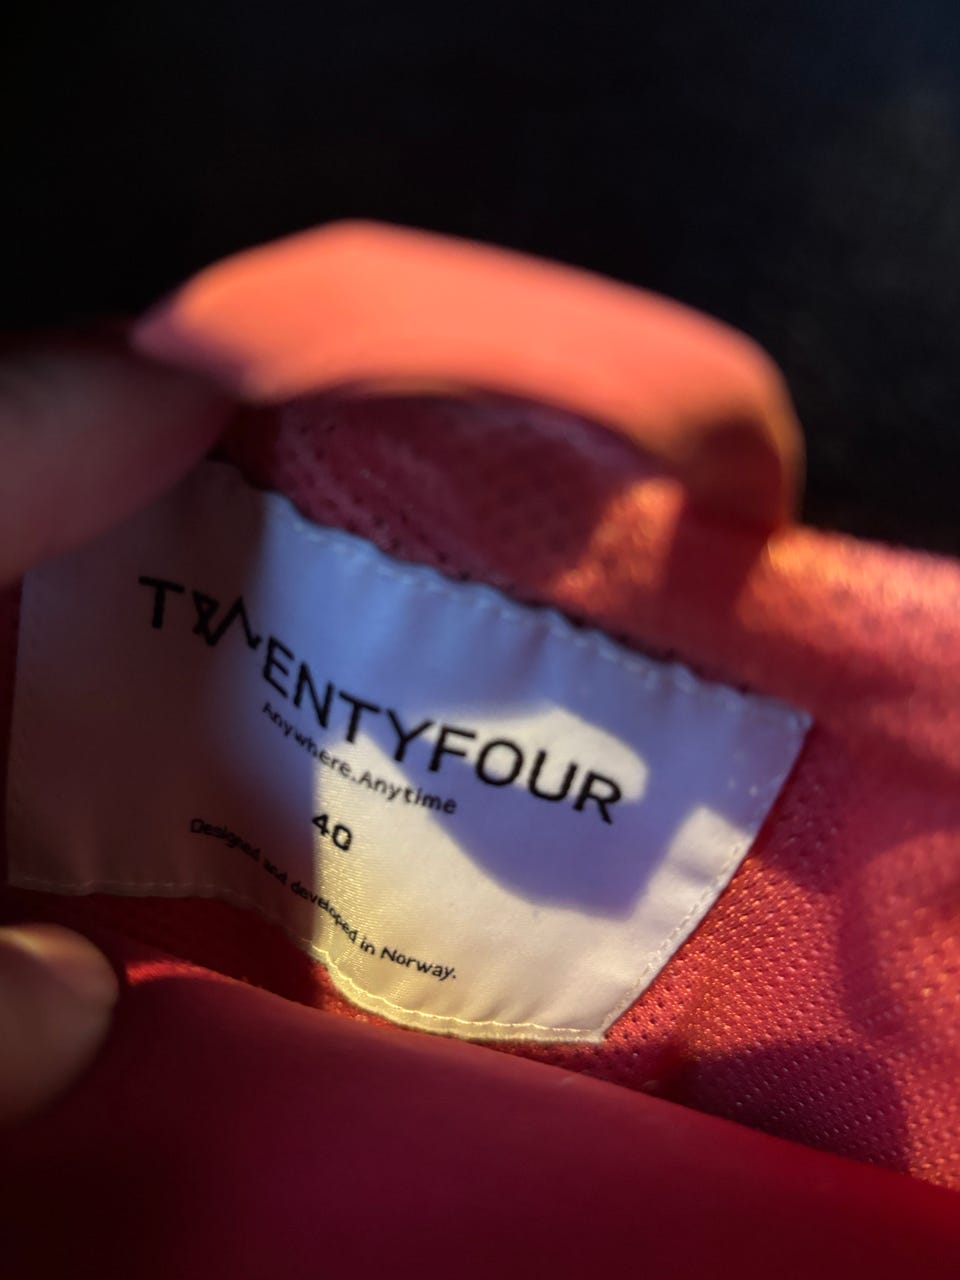 TWENTYFOUR
Anywhere.Anytime
40
Designed and developed in Norway.